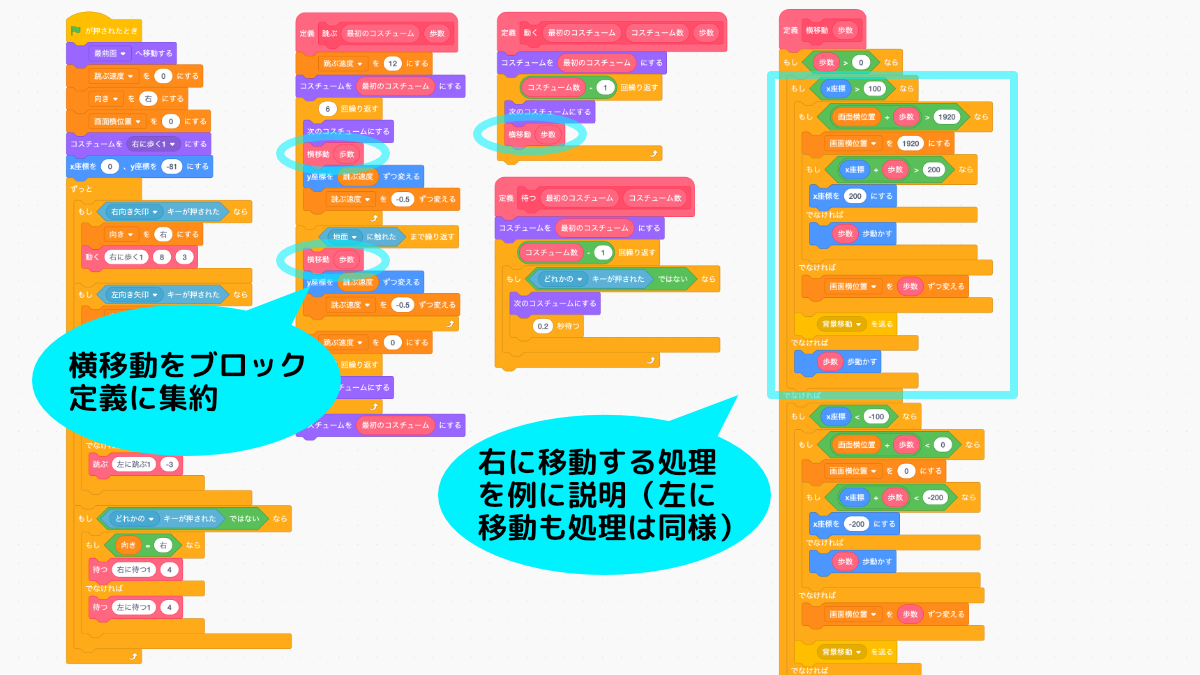 が押されたとき
最前面 へ移動する
跳ぶ速度 を 0 にする
向き を 右 にする
画面横位置 を 0 にする
コスチュームを 右に歩く1 にする
x座標を 0 、y座標を -81 にする
ずっと
もし 右向き矢印 キーが押された なら
向き を 右 にする
動く 右に歩く1 8 3
もし 左向き矢印 キーが押された なら
横移動をブロック
定義に集約
でなければ
跳ぶ 左に跳ぶ1 -3
もし どれかの キーが押された ではない なら
もし 向き = 右 なら
待つ 右に待つ1 4
でなければ
待つ 左に待つ1 4
定義 跳ぶ 最初のコスチューム 歩数
跳ぶ速度 を 12 にする
コスチュームを 最初のコスチューム にする
6 回繰り返す
次のコスチュームにする
横移動 歩数
y座標を 跳ぶ速度 ずつ変える
跳ぶ速度 を -0.5 ずつ変える
地面 に触れた まで繰り返す
横移動 歩数
y座標を 跳ぶ速度 ずつ変える
跳ぶ速度 を -0.5 ずつ変える
跳ぶ速度 を 0 にする
回繰り返す
チュームにする
チュームを 最初のコスチューム にする
定義 動く 最初のコスチューム コスチューム数 歩数
コスチュームを 最初のコスチューム にする
コスチューム数 - 1 回繰り返す
次のコスチュームにする
横移動 歩数
定義 待つ 最初のコスチューム コスチューム数
コスチュームを 最初のコスチューム にする
コスチューム数 - 1 回繰り返す
もし どれかの キーが押された ではない なら
次のコスチュームにする
0.2 秒待つ
右に移動する処理
を例に説明（左に
移動も処理は同様）
定義 横移動 歩数
もし 歩数 > 0 なら
もし x座標 > 100 なら
もし 画面横位置 + 歩数 > 1920 なら
画面横位置 を 1920 にする
もし x座標 + 歩数 > 200 なら
x座標を 200 にする
でなければ
歩数 歩動かす
でなければ
画面横位置 を 歩数 ずつ変える
背景移動 を送る
でなければ
歩数 歩動かす
でなければ
もし x座標 < -100 なら
もし 画面横位置 + 歩数 < 0 なら
画面横位置 を 0 にする
もし x座標 + 歩数 < -200 なら
x座標を -200 にする
でなければ
歩数 歩動かす
でなければ
画面横位置 を 歩数 ずつ変える
背景移動 を送る
でなければ